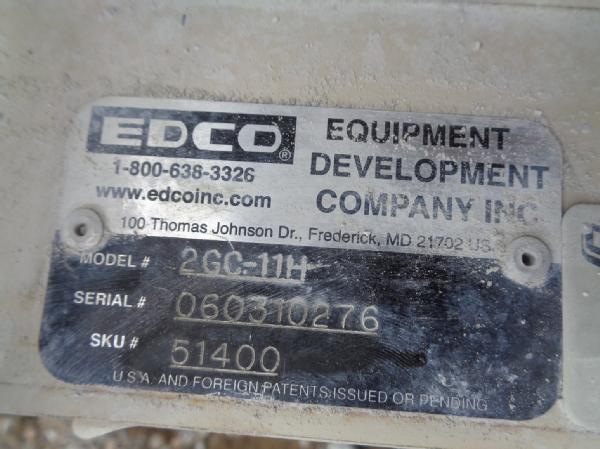 EDCO®
1-800-638-3326
www.edcoinc.com
EQUIPMENT
DEVELOPMENT
COMPANY INC
100 Thomas Johnson Dr., Frederick, MD 21702 US
MODEL # 2GC-11H
SERIAL # 060310276
SKU # 51400
U.S.A. AND FOREIGN PATENTS ISSUED OR PENDING